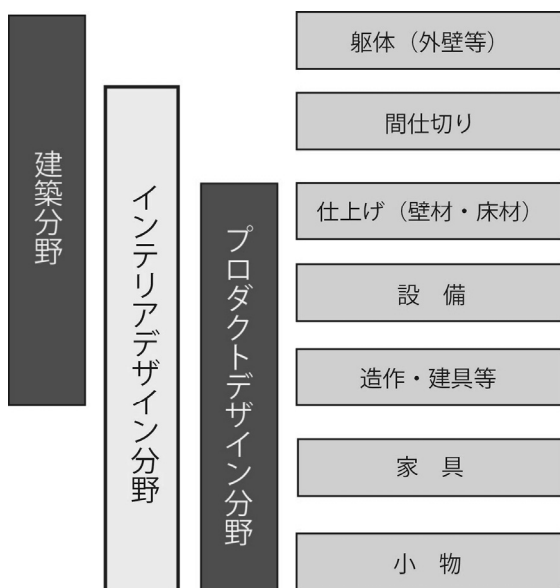 建築分野
インテリアデザイン分野
プロダクトデザイン分野
躯体（外壁等）
間仕切り
仕上げ（壁材・床材）
設　備
造作・建具等
家　具
小　物